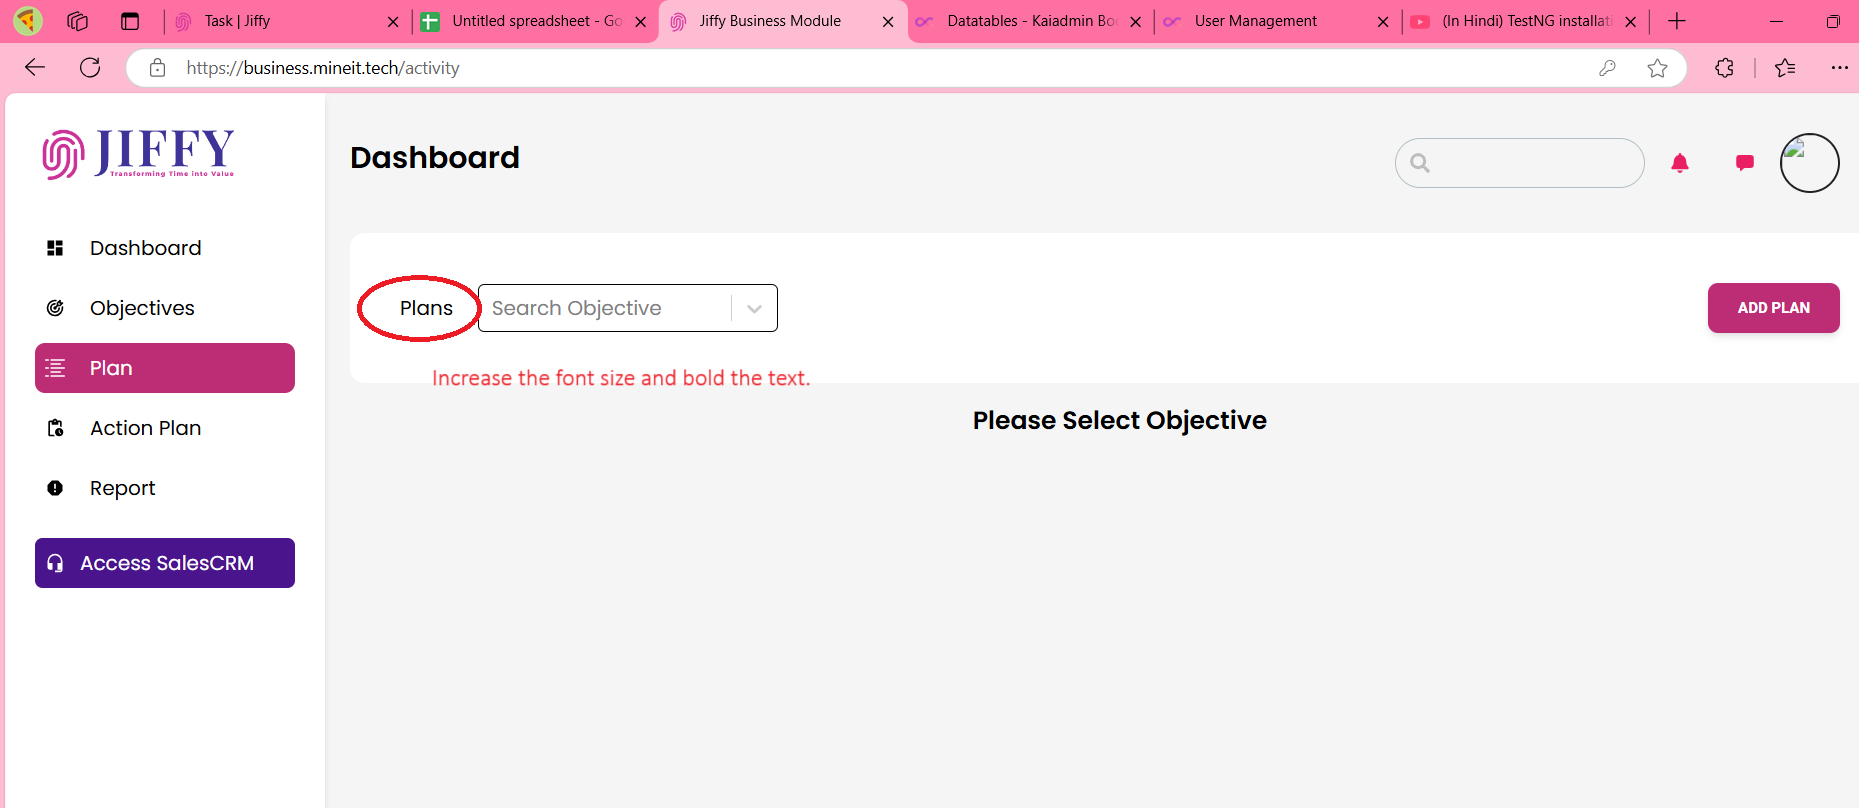 Task | Jiffy
Untitled spreadsheet - Go
Jiffy Business Module
Datatables - Kaiadmin Bo
User Management
(In Hindi) TestNG installati
https://business.mineit.tech/activity
JIFFY
Transforming Time into Value
Dashboard
Dashboard
Objectives
Plan
Action Plan
Report
Access SalesCRM
Plans
Search Objective
ADD PLAN
Increase the font size and bold the text.
Please Select Objective